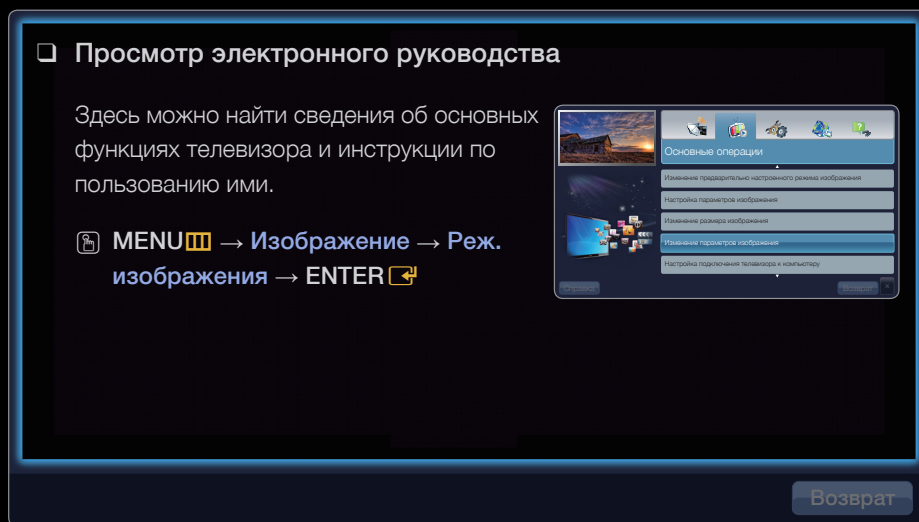 Просмотр электронного руководства
Здесь можно найти сведения об основных
функциях телевизора и инструкции по
пользованию ими.
MENU → Изображение → Реж.
изображения → ENTER
Основные операции
Изменение предварительно настроенного режима изображения
Настройка параметров изображения
Изменение размера изображения
Изменение параметров изображения
Настройка подключения телевизора к компьютеру
Возврат